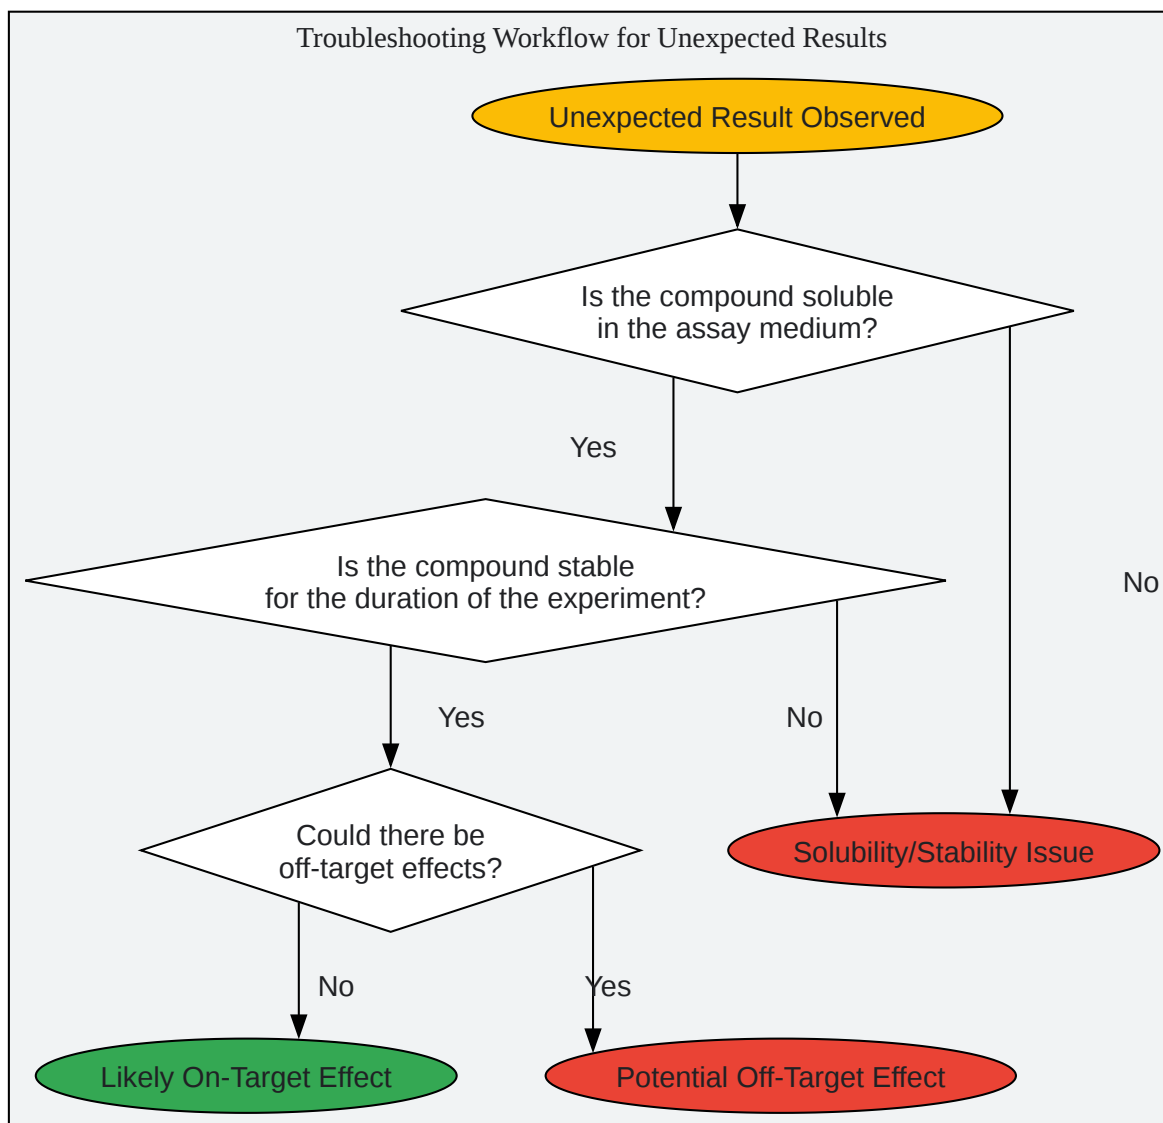 Troubleshooting Workflow for Unexpected Results
Unexpected Result Observed
Is the compound soluble
in the assay medium?
Yes
No
Is the compound stable
for the duration of the experiment?
Yes
No
Could there be
off-target effects?
Solubility/Stability Issue
No
Yes
Likely On-Target Effect
Potential Off-Target Effect